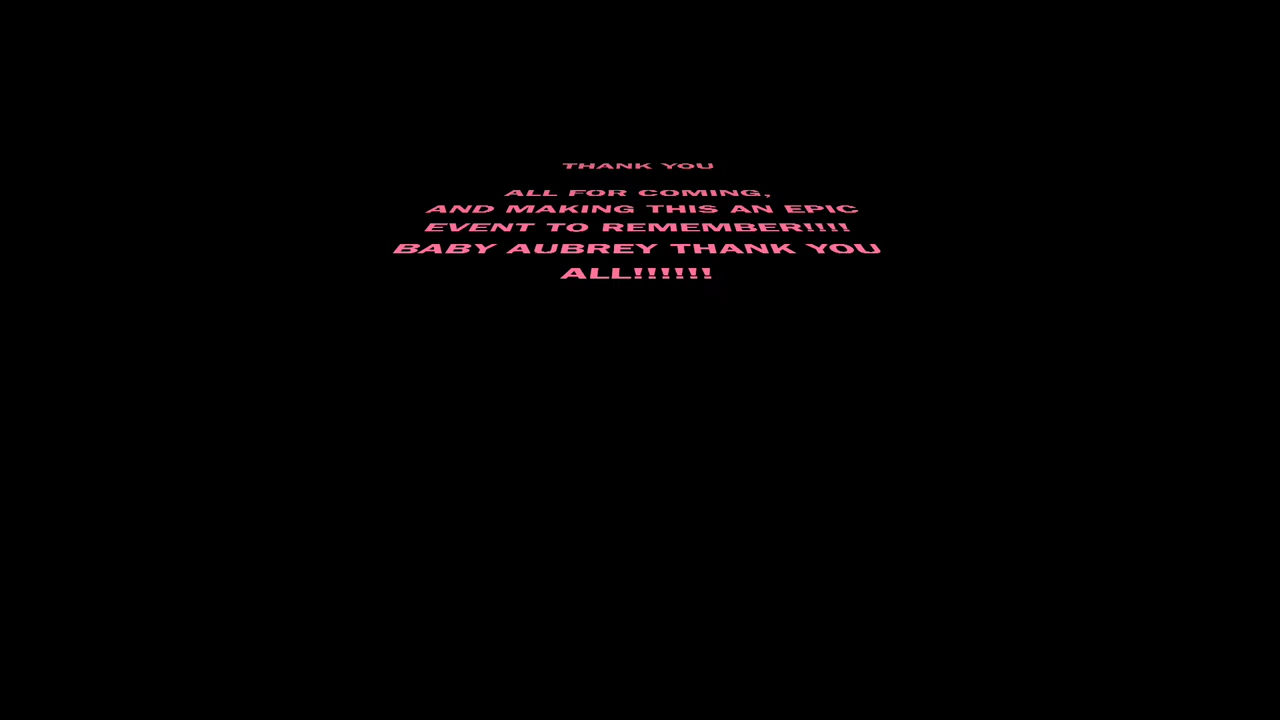 THANK YOU
ALL FOR COMING,
AND MAKING THIS AN EPIC
EVENT TO REMEMBER!!!!
BABY AUBREY THANK YOU
ALL!!!!!!